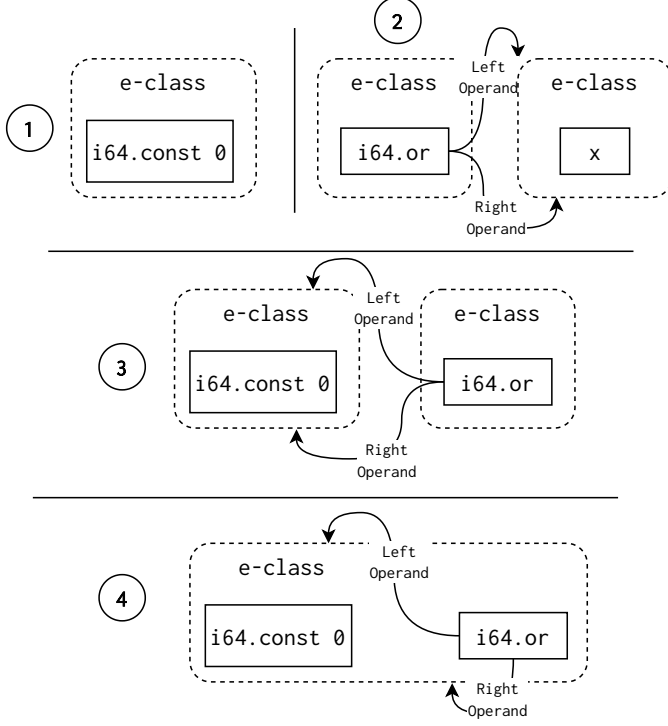 1
e-class
i64.const 0
2
e-class
i64.or
Left
Operand
Right
Operand
e-class
x
3
e-class
i64.const 0
Left
Operand
Right
Operand
e-class
i64.or
4
e-class
i64.const 0
Left
Operand
i64.or
Right
Operand